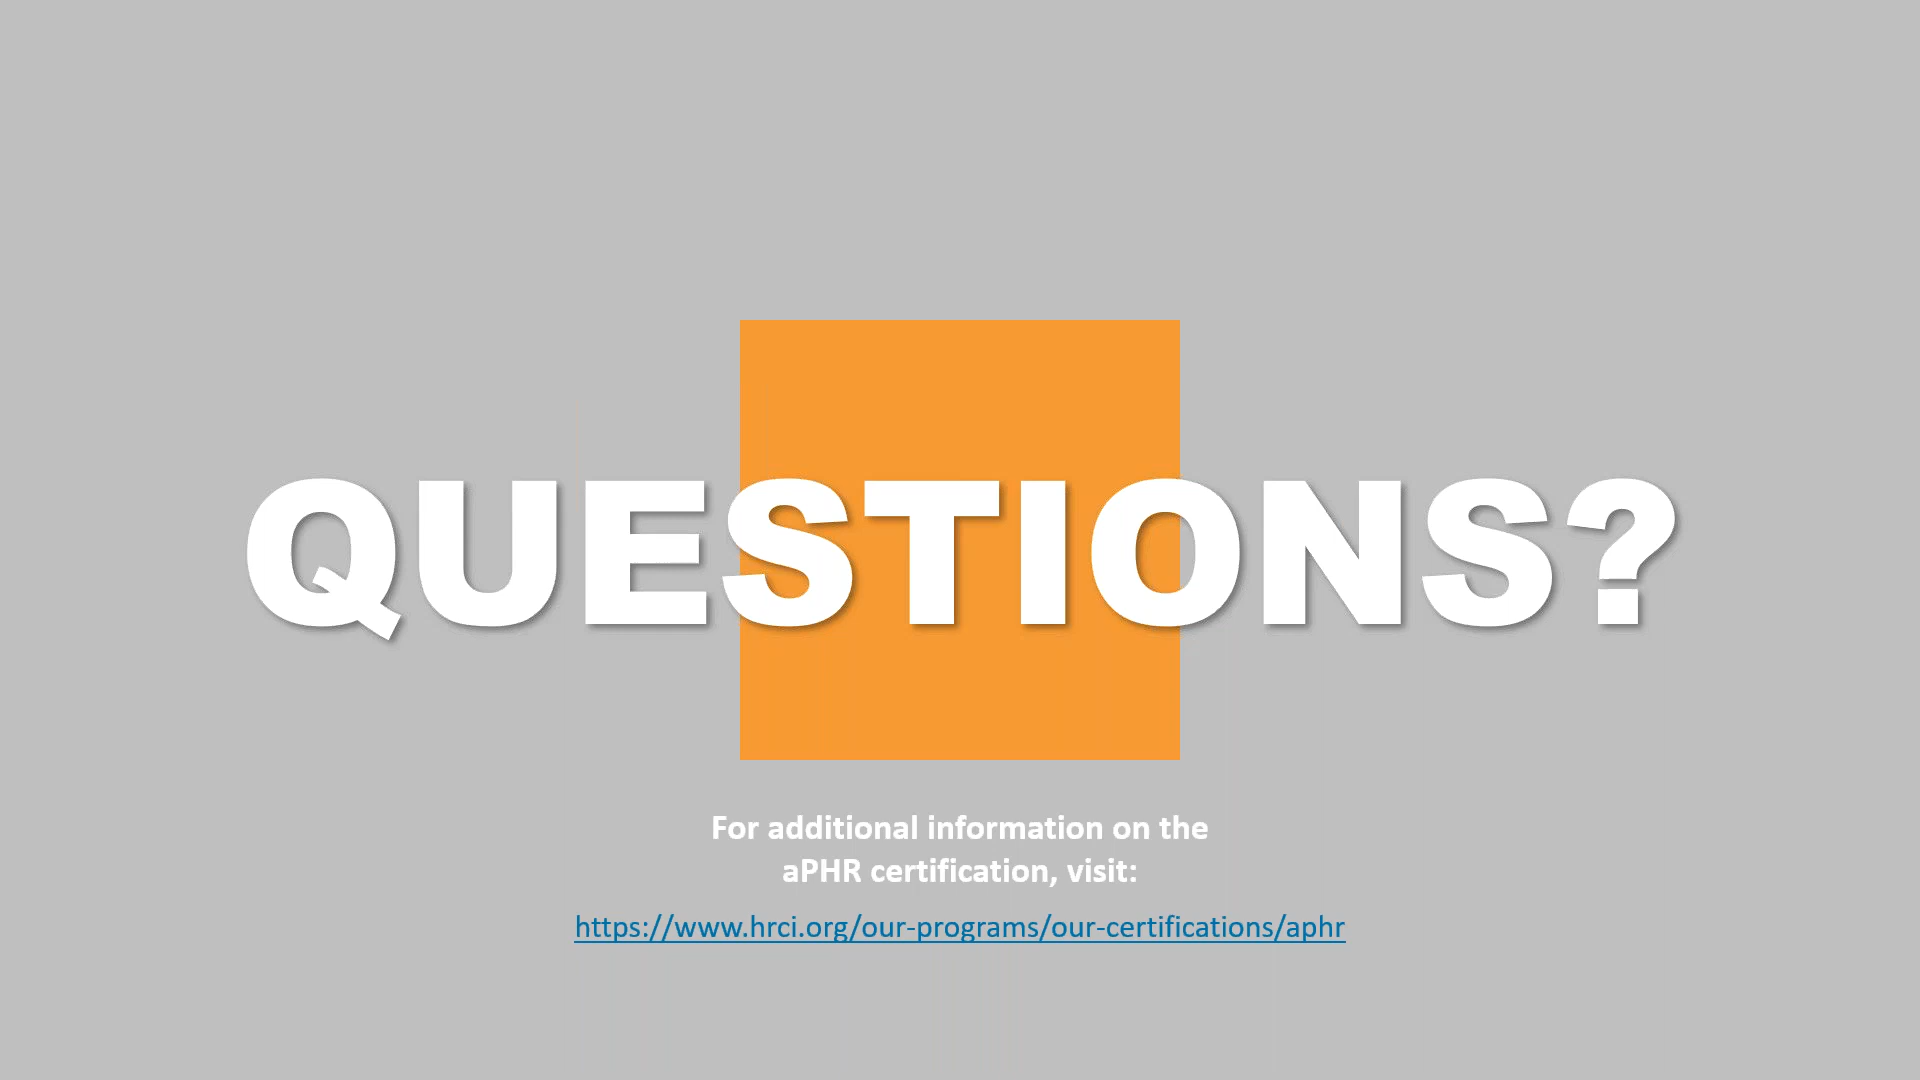 QUESTIONS?
For additional information on the
aPHR certification, visit:
https://www.hrci.org/our-programs/our-certifications/aphr